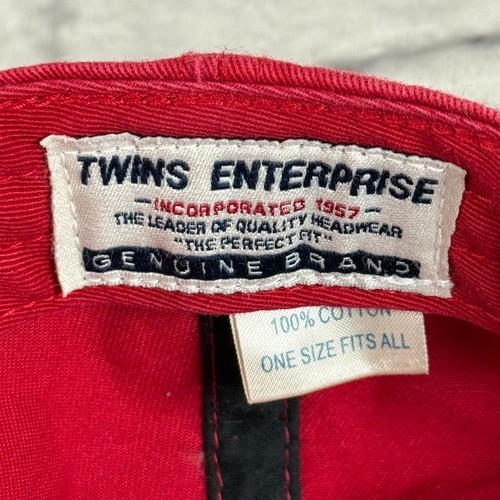 TWINS ENTERPRISE
- INCORPORATED 1957 -
THE LEADER OF QUALITY HEADWEAR
"THE PERFECT FIT"
GENUINE BRAND
100% COTTON
ONE SIZE FITS ALL